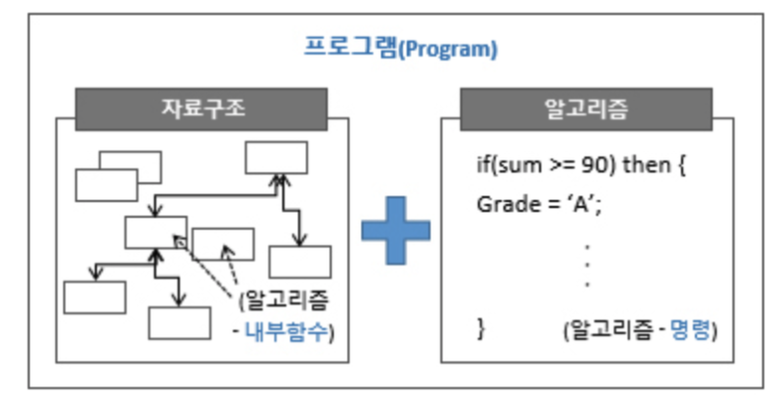 프로그램(Program)
자료구조
(알고리즘
- 내부함수)
알고리즘
if(sum >= 90) then {
Grade = ‘A’;
.
.
.
} (알고리즘 - 명령)